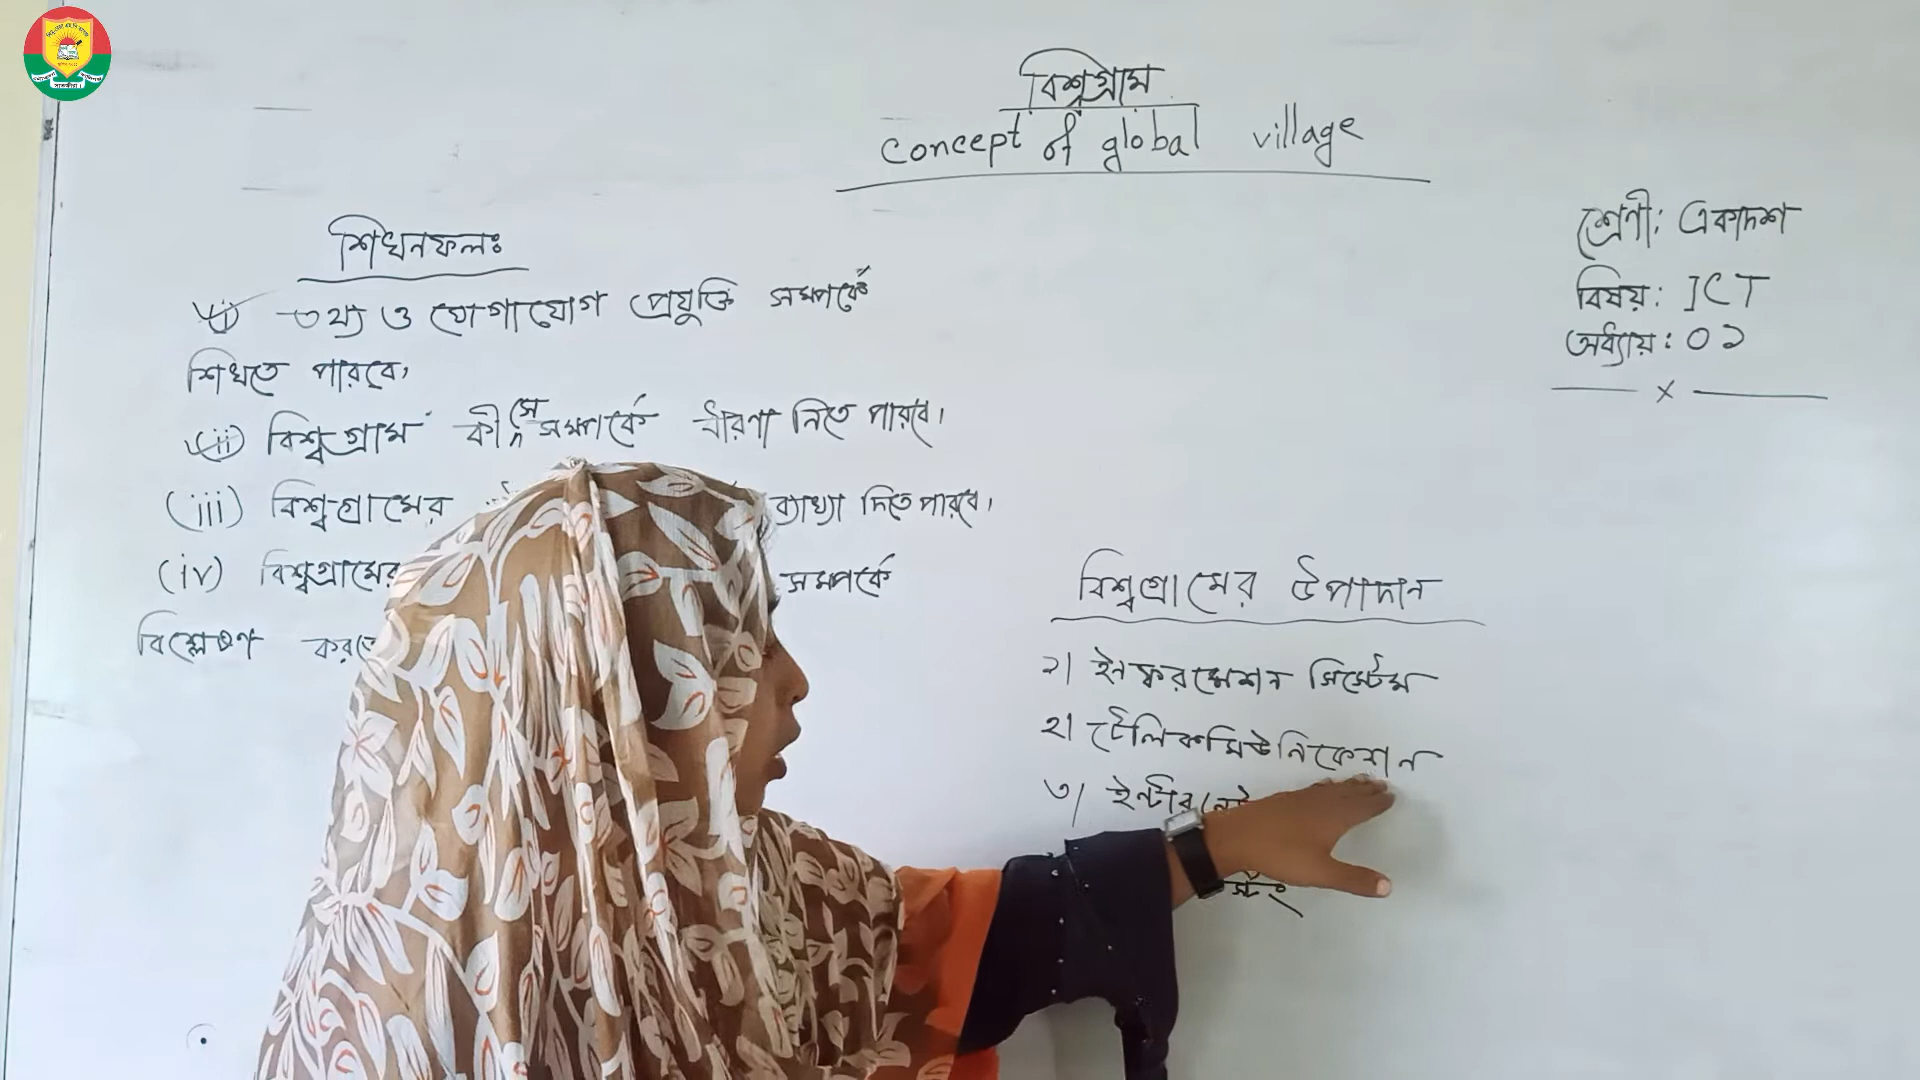 বিশ্বগ্রাম
concept of global village
শ্রেণী: একাদশ
বিষয়: ICT
অধ্যায়: ০১
x
শিখনফলঃ
(i) তথ্য ও যোগাযোগ প্রযুক্তি সম্পর্কে
শিখতে পারবে,
(ii) বিশ্বগ্রাম কী সে সম্পর্কে ধারণা নিতে পারবে।
(iii) বিশ্বগ্রামের ব্যাখ্যা দিতে পারবে।
(iv) বিশ্বগ্রামের সম্পর্কে
বিশ্লেষণ করতে
বিশ্বগ্রামের উপাদান
১। ইনফরমেশন সিস্টেম
২। টেলিকমিউনিকেশন
৩। ইন্টারনেট